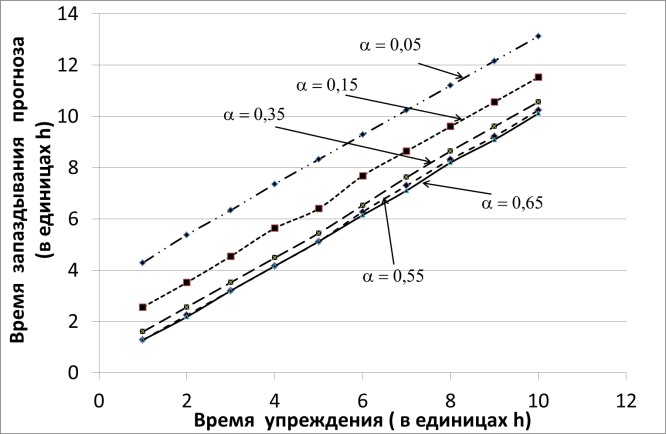 Время запаздывания прогноза
(в единицах h)
14
12
10
8
6
4
2
0
α = 0,05
α = 0,15
α = 0,35
α = 0,65
α = 0,55
0 2 4 6 8 10 12
Время упреждения ( в единицах h)